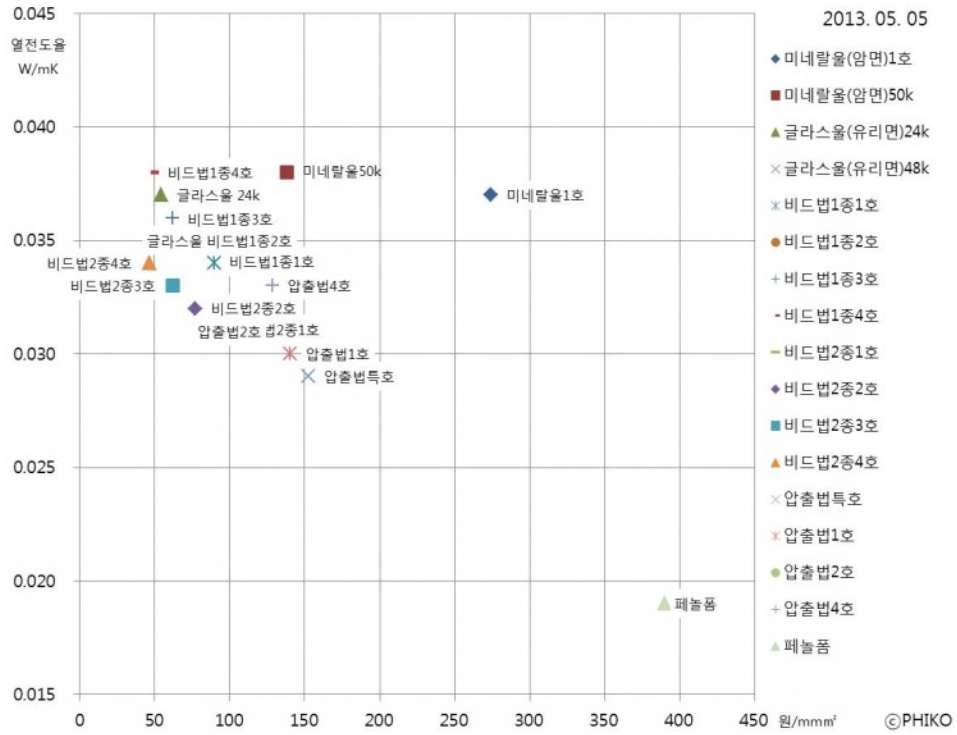 0.045
2013. 05. 05
열전도율
W/mK
0.040
0.035
0.030
0.025
0.020
0.015
비드법1종4호
미네랄울50k
글라스울 24k
미네랄울1호
비드법1종3호
글라스울 비드법1종2호
비드법2종4호
비드법1종1호
비드법2종3호
압출법4호
비드법2종2호
압출법2호 법2종1호
압출법1호
압출법특호
페놀폼
0 50 100 150 200 250 300 350 400 450 원/mm㎡
미네랄울(암면)1호
미네랄울(암면)50k
글라스울(유리면)24k
글라스울(유리면)48k
비드법1종1호
비드법1종2호
비드법1종3호
비드법1종4호
비드법2종1호
비드법2종2호
비드법2종3호
비드법2종4호
압출법특호
압출법1호
압출법2호
압출법4호
페놀폼
©PHIKO